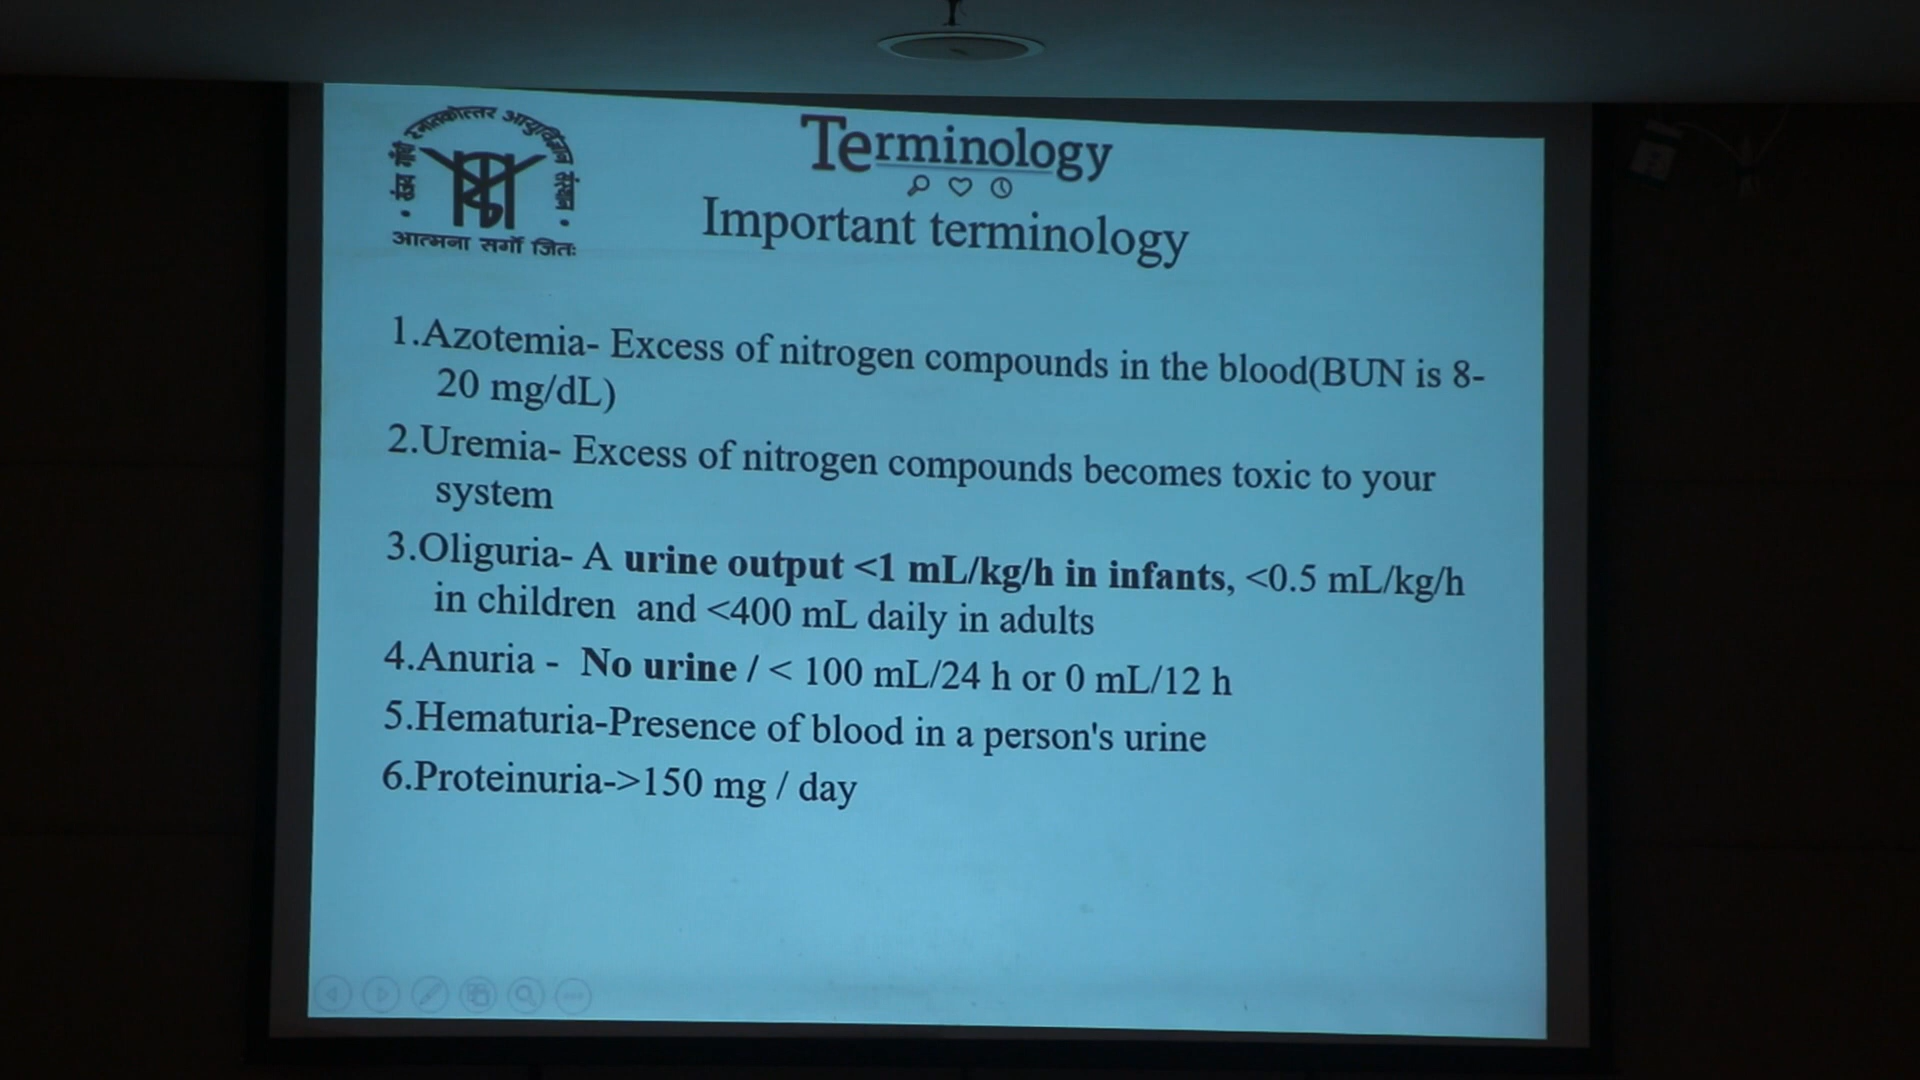 संजय गाँधी स्नातकोत्तर आयुर्विज्ञान संस्थान
आत्मना सर्गो जितः
Terminology
Important terminology
1.Azotemia- Excess of nitrogen compounds in the blood(BUN is 8-
20 mg/dL)
2.Uremia- Excess of nitrogen compounds becomes toxic to your
system
3.Oliguria- A urine output <1 mL/kg/h in infants, <0.5 mL/kg/h
in children and <400 mL daily in adults
4.Anuria - No urine / < 100 mL/24 h or 0 mL/12 h
5.Hematuria-Presence of blood in a person's urine
6.Proteinuria->150 mg / day